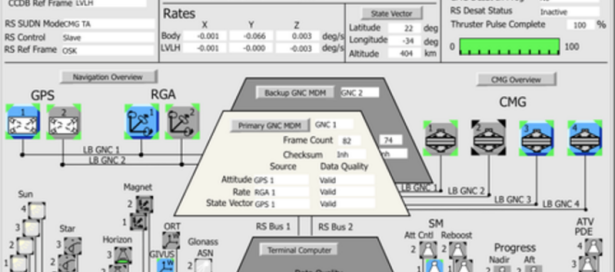 CCDB Ref Frame LVLH
RS SUDN Mode CMG TA
RS Control Slave
RS Ref Frame OSK
Rates
X Y Z
Body -0.001 -0.066 0.003 deg/s
LVLH -0.001 -0.000 0.003 deg/s
State Vector
Latitude 22 deg
Longitude -34 deg
Altitude 404 km
RS Desat Status Inactive
Thruster Pulse Complete 100 %
0 100
Navigation Overview
CMG Overview
GPS
RGA
CMG
1 2 1 2
LB GNC 1
LB GNC 2
Backup GNC MDM GNC 2
Primary GNC MDM GNC 1
Frame Count 82 74
Checksum Inh Inh
Source Data Quality
Attitude GPS 1 Valid
Rate RGA 1 Valid
State Vector GPS 1 Valid
1 2 3 4
LB GNC 1
LB GNC 2
LB GNC 3
LB GNC 4
RS Bus 1 RS Bus 2
Terminal Computer
Sun
4
3
2
Star
3
2
Magnet
2
1
Horizon
3
ORT
GIVUS
Glonass
ASN
SM
Att Cntl Reboost
4
2
Progress
Nadir Aft
ATV
PDE
4
3